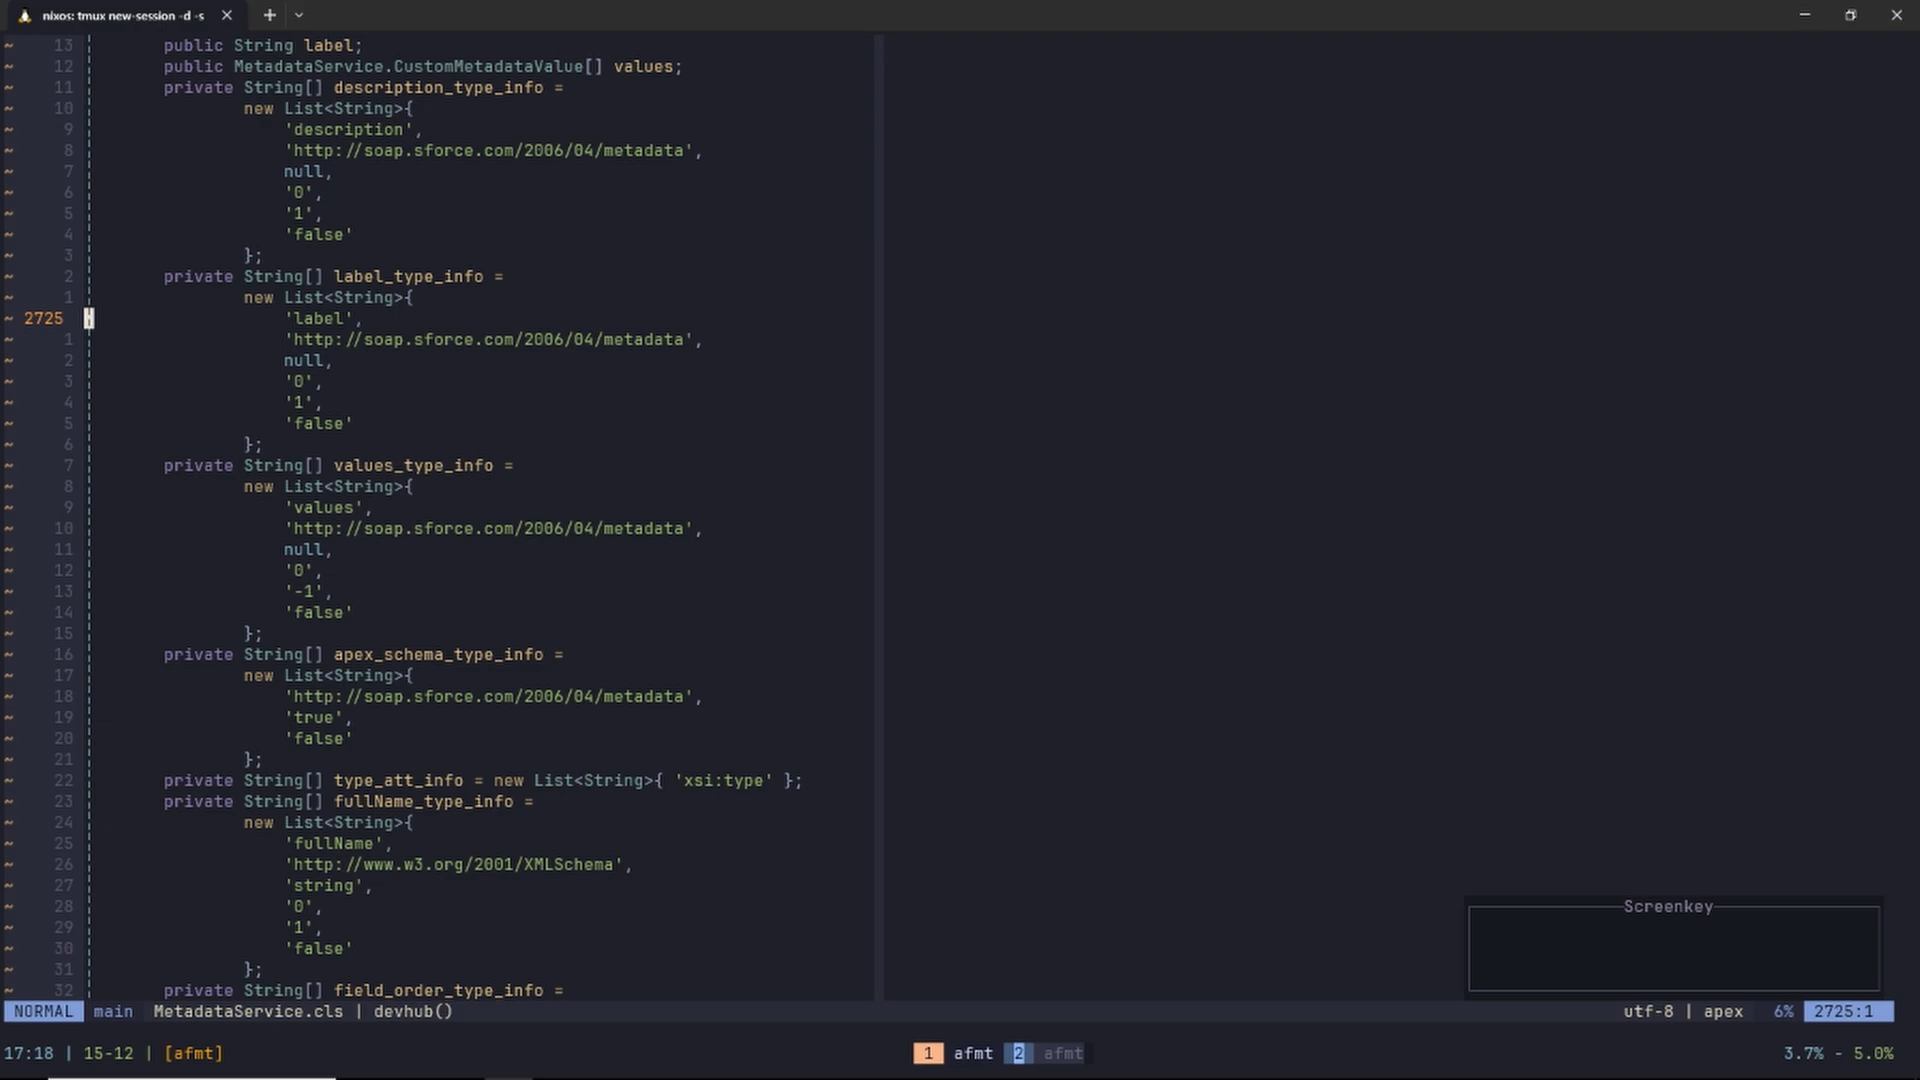 nixos: tmux new-session -d -s
~ 13 public String label;
~ 12 public MetadataService.CustomMetadataValue[] values;
~ 11 private String[] description_type_info =
~ 10 new List<String>{
~ 9 'description',
~ 8 'http://soap.sforce.com/2006/04/metadata',
~ 7 null,
~ 6 '0',
~ 5 '1',
~ 4 'false'
~ 3 };
~ 2 private String[] label_type_info =
~ 1 new List<String>{
~ 2725 'label',
~ 1 'http://soap.sforce.com/2006/04/metadata',
~ 2 null,
~ 3 '0',
~ 4 '1',
~ 5 'false'
~ 6 };
~ 7 private String[] values_type_info =
~ 8 new List<String>{
~ 9 'values',
~ 10 'http://soap.sforce.com/2006/04/metadata',
~ 11 null,
~ 12 '0',
~ 13 '-1',
~ 14 'false'
~ 15 };
~ 16 private String[] apex_schema_type_info =
~ 17 new List<String>{
~ 18 'http://soap.sforce.com/2006/04/metadata',
~ 19 'true',
~ 20 'false'
~ 21 };
~ 22 private String[] type_att_info = new List<String>{ 'xsi:type' };
~ 23 private String[] fullName_type_info =
~ 24 new List<String>{
~ 25 'fullName',
~ 26 'http://www.w3.org/2001/XMLSchema',
~ 27 'string',
~ 28 '0',
~ 29 '1',
~ 30 'false'
~ 31 };
~ 32 private String[] field_order_type_info =
Screenkey
NORMAL main MetadataService.cls | devhub() utf-8 | apex 6% 2725:1
17:18 | 15-12 | [afmt] 1 afmt 2 afmt 3.7% - 5.0%